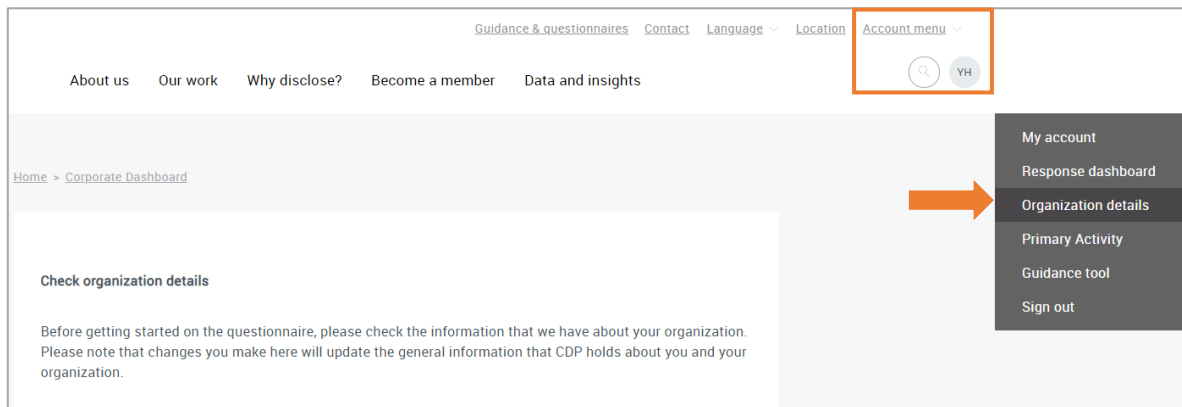 Guidance & questionnaires Contact Language Location Account menu
About us Our work Why disclose? Become a member Data and insights YH
My account
Response dashboard
Organization details
Primary Activity
Guidance tool
Sign out
Home > Corporate Dashboard
Check organization details
Before getting started on the questionnaire, please check the information that we have about your organization.
Please note that changes you make here will update the general information that CDP holds about you and your
organization.